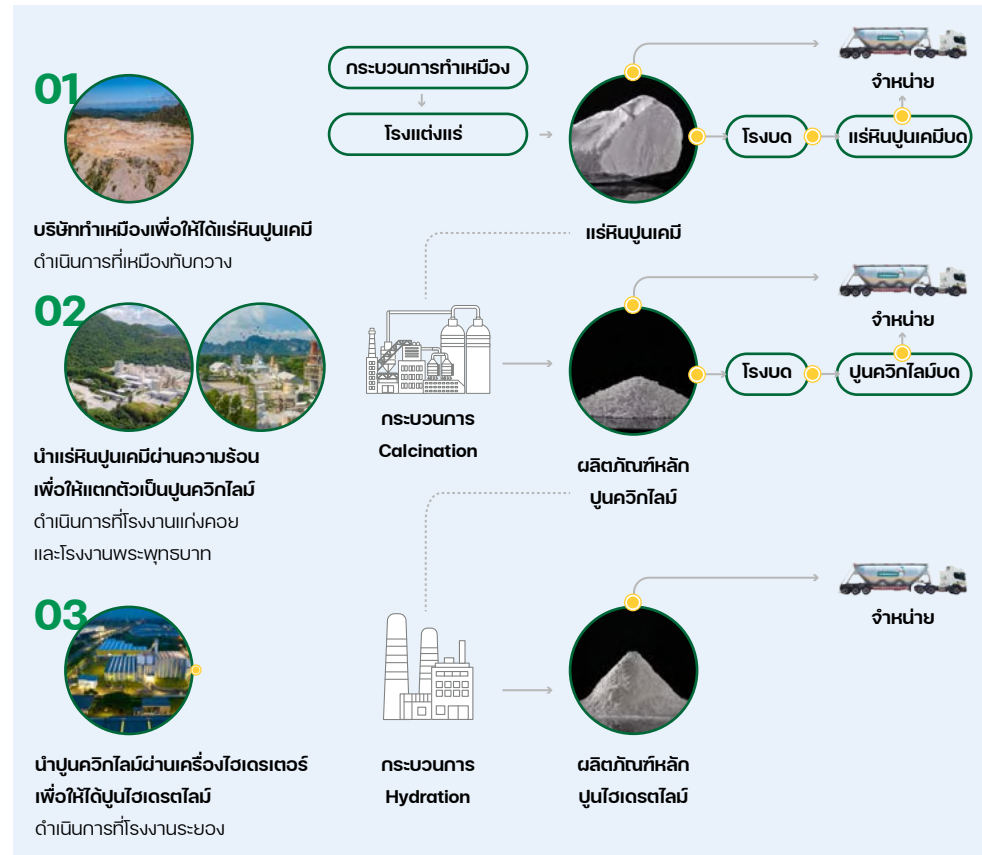 01
บริษัททำเหมืองเพื่อให้ได้แร่หินปูนเคมี
ดำเนินการที่เหมืองทับกวาง
กระบวนการทำเหมือง
โรงแต่งแร่
แร่หินปูนเคมี
โรงบด
แร่หินปูนเคมีบด
จำหน่าย
02
นำแร่หินปูนเคมีผ่านความร้อน
เพื่อให้แตกตัวเป็นปูนควิกไลม์
ดำเนินการที่โรงงานแก่งคอย
และโรงงานพระพุทธบาท
กระบวนการ
Calcination
ผลิตภัณฑ์หลัก
ปูนควิกไลม์
โรงบด
ปูนควิกไลม์บด
จำหน่าย
03
นำปูนควิกไลม์ผ่านเครื่องไฮเดรเตอร์
เพื่อให้ได้ปูนไฮเดรตไลม์
ดำเนินการที่โรงงานระยอง
กระบวนการ
Hydration
ผลิตภัณฑ์หลัก
ปูนไฮเดรตไลม์
จำหน่าย